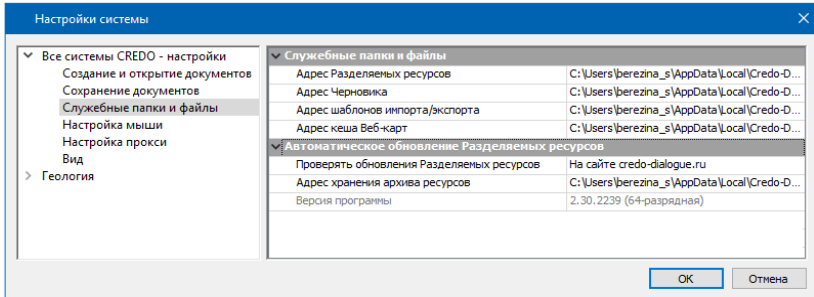 Настройки системы
Все системы CREDO - настройки
Создание и открытие документов
Сохранение документов
Служебные папки и файлы
Настройка мыши
Настройка прокси
Вид
Геология
Служебные папки и файлы
Адрес Разделяемых ресурсов C:\Users\berezina_s\AppData\Local\Credo-D...
Адрес Черновика C:\Users\berezina_s\AppData\Local\Credo-D...
Адрес шаблонов импорта/экспорта C:\Users\berezina_s\AppData\Local\Credo-D...
Адрес кеша Веб-карт C:\Users\berezina_s\AppData\Local\Credo-D...
Автоматическое обновление Разделяемых ресурсов
Проверять обновления Разделяемых ресурсов На сайте credo-dialogue.ru
Адрес хранения архива ресурсов C:\Users\berezina_s\AppData\Local\Credo-D...
Версия программы 2.30.2239 (64-разрядная)
ОК Отмена